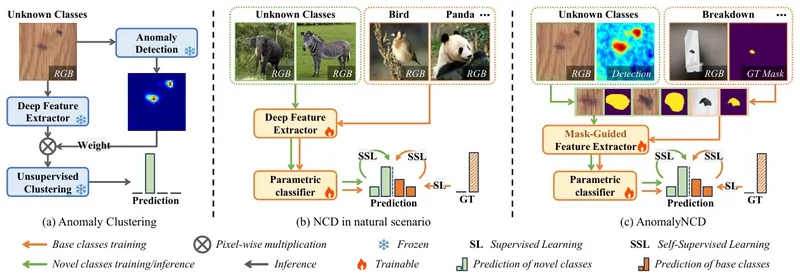 Unknown Classes
RGB
Anomaly
Detection
Deep Feature
Extractor
Weight
Unsupervised
Clustering
Prediction
(a) Anomaly Clustering
Unknown Classes
Bird
Panda
...
RGB
RGB
RGB
RGB
Deep Feature
Extractor
Parametric
classifier
SSL
SSL
SL
Prediction
GT
(b) NCD in natural scenario
Unknown Classes
Breakdown
...
RGB
Detection
RGB
GT Mask
Mask-Guided
Feature Extractor
Parametric
classifier
SSL
SSL
SL
Prediction
GT
(c) AnomalyNCD
Base classes training
Pixel-wise multiplication
Frozen
SL Supervised Learning
SSL Self-Supervised Learning
Novel classes training/inference
Inference
Trainable
Prediction of novel classes
Prediction of base classes